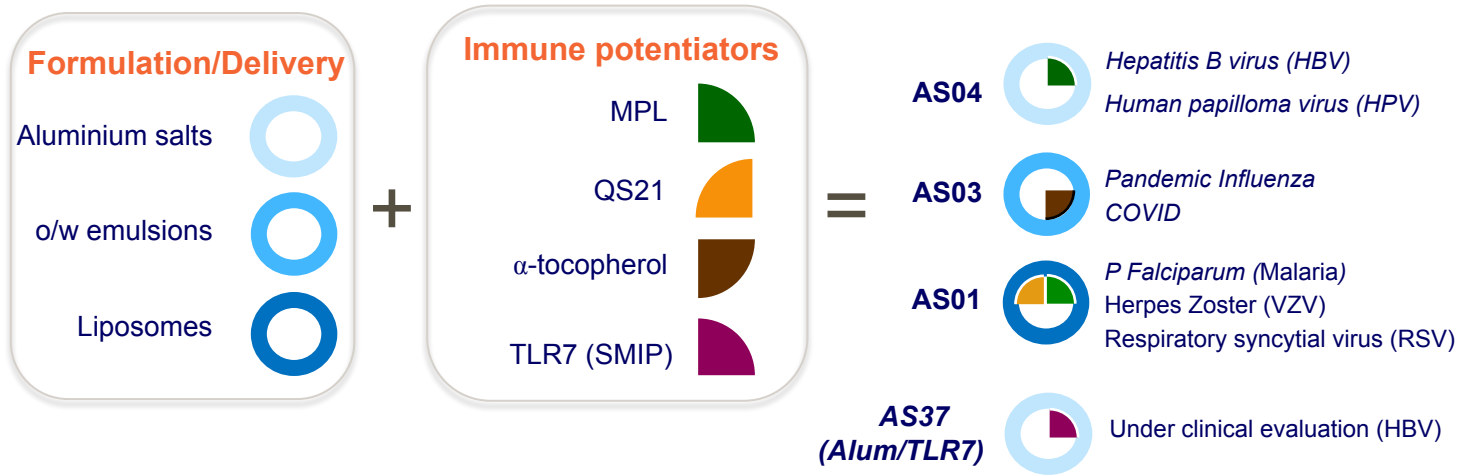 Formulation/Delivery
Aluminium salts
o/w emulsions
Liposomes
+
Immune potentiators
MPL
QS21
α-tocopherol
TLR7 (SMIP)
=
AS04
Hepatitis B virus (HBV)
Human papilloma virus (HPV)
AS03
Pandemic Influenza
COVID
AS01
P Falciparum (Malaria)
Herpes Zoster (VZV)
Respiratory syncytial virus (RSV)
AS37
(Alum/TLR7)
Under clinical evaluation (HBV)